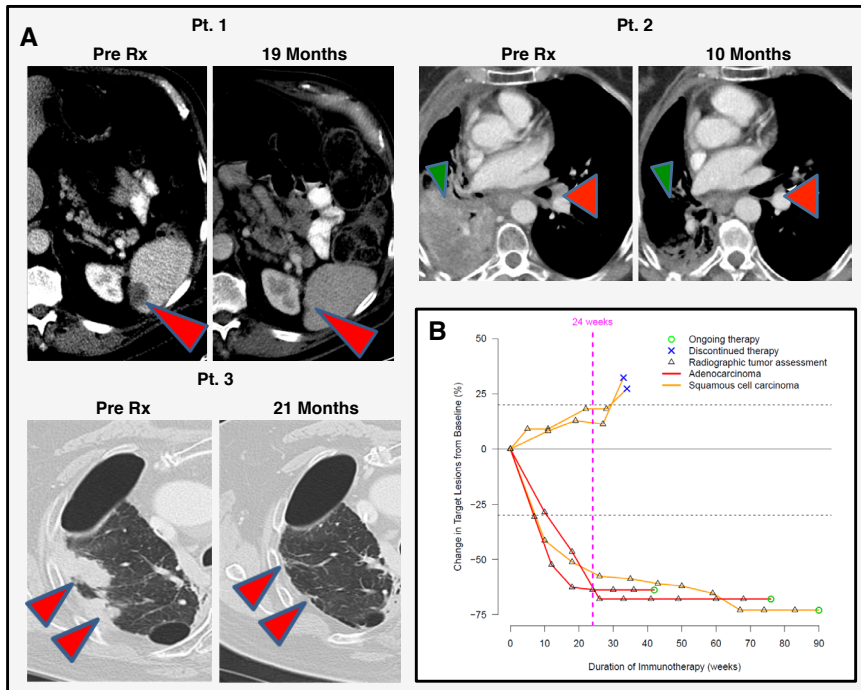 A
Pt. 1
Pre Rx
19 Months
Pt. 2
Pre Rx
10 Months
Pt. 3
Pre Rx
21 Months
B
24 weeks
Ongoing therapy
Discontinued therapy
Radiographic tumor assessment
Adenocarcinoma
Squamous cell carcinoma
Change in Target Lesions from Baseline (%)
50
25
0
−30
−50
−75
0 10 20 30 40 50 60 70 80 90
Duration of Immunotherapy (weeks)